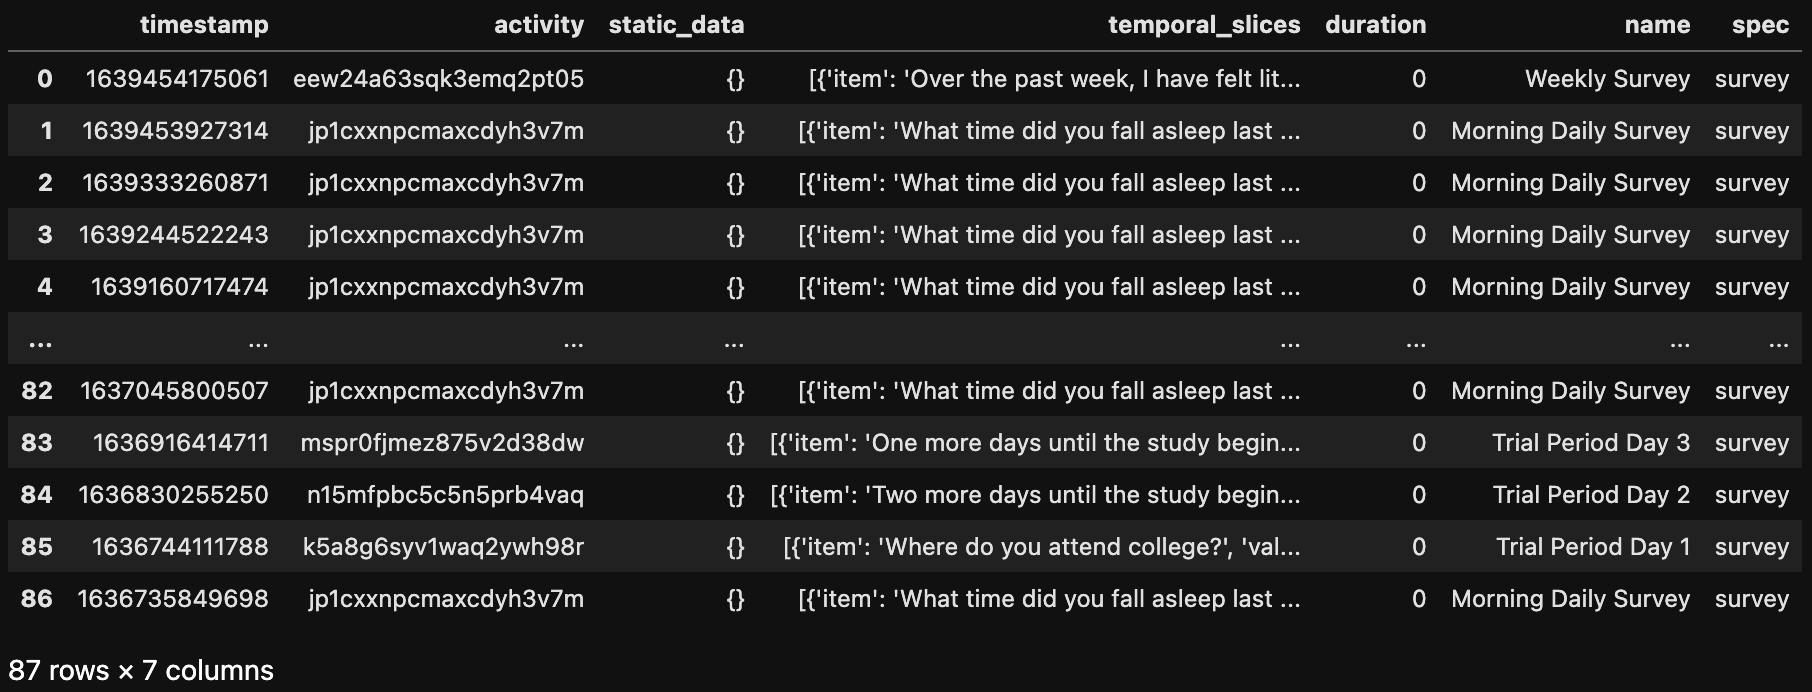 timestamp activity static_data temporal_slices duration name spec
0 1639454175061 eew24a63sqk3emq2pt05 {} [{'item': 'Over the past week, I have felt lit... 0 Weekly Survey survey
1 1639453927314 jp1cxxnpcmaxcdyh3v7m {} [{'item': 'What time did you fall asleep last ... 0 Morning Daily Survey survey
2 1639333260871 jp1cxxnpcmaxcdyh3v7m {} [{'item': 'What time did you fall asleep last ... 0 Morning Daily Survey survey
3 1639244522243 jp1cxxnpcmaxcdyh3v7m {} [{'item': 'What time did you fall asleep last ... 0 Morning Daily Survey survey
4 1639160717474 jp1cxxnpcmaxcdyh3v7m {} [{'item': 'What time did you fall asleep last ... 0 Morning Daily Survey survey
... ... ... ... ... ... ... ...
82 1637045800507 jp1cxxnpcmaxcdyh3v7m {} [{'item': 'What time did you fall asleep last ... 0 Morning Daily Survey survey
83 1636916414711 mspr0fjmez875v2d38dw {} [{'item': 'One more days until the study begin... 0 Trial Period Day 3 survey
84 1636830255250 n15mfpbc5c5n5prb4vaq {} [{'item': 'Two more days until the study begin... 0 Trial Period Day 2 survey
85 1636744111788 k5a8g6syv1waq2ywh98r {} [{'item': 'Where do you attend college?', 'val... 0 Trial Period Day 1 survey
86 1636735849698 jp1cxxnpcmaxcdyh3v7m {} [{'item': 'What time did you fall asleep last ... 0 Morning Daily Survey survey
87 rows × 7 columns